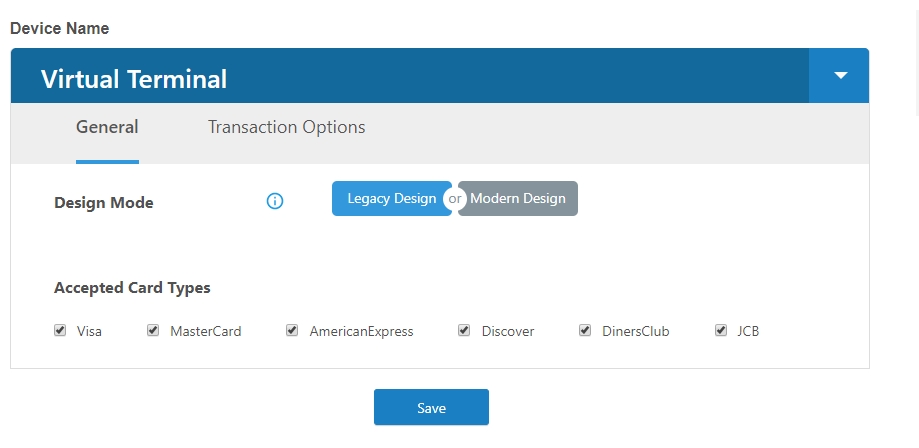 Device Name
Virtual Terminal
General Transaction Options
Design Mode Legacy Design or Modern Design
Accepted Card Types
Visa MasterCard AmericanExpress Discover DinersClub JCB
Save